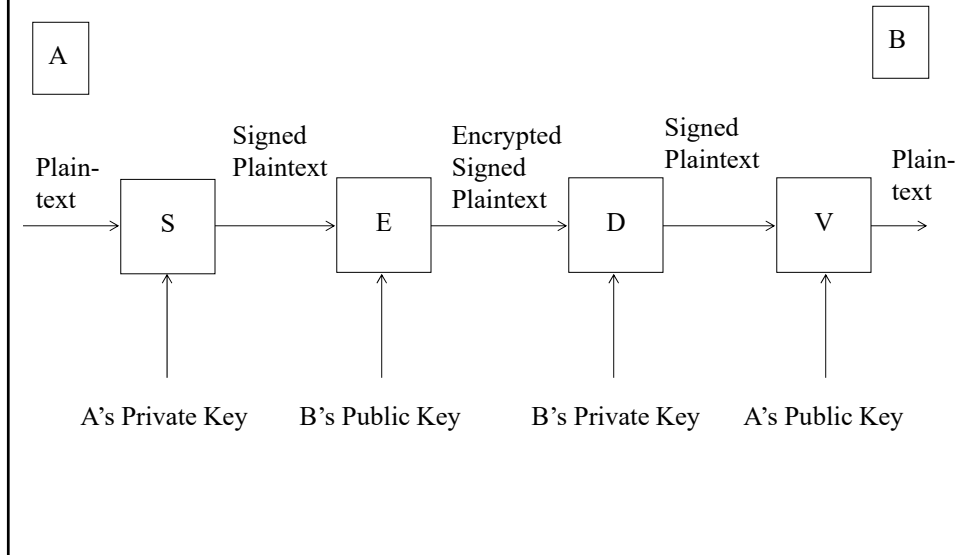 A
B
Plain-
text
Signed
Plaintext
Encrypted
Signed
Plaintext
Signed
Plaintext
Plain-
text
S
E
D
V
A’s Private Key
B’s Public Key
B’s Private Key
A’s Public Key